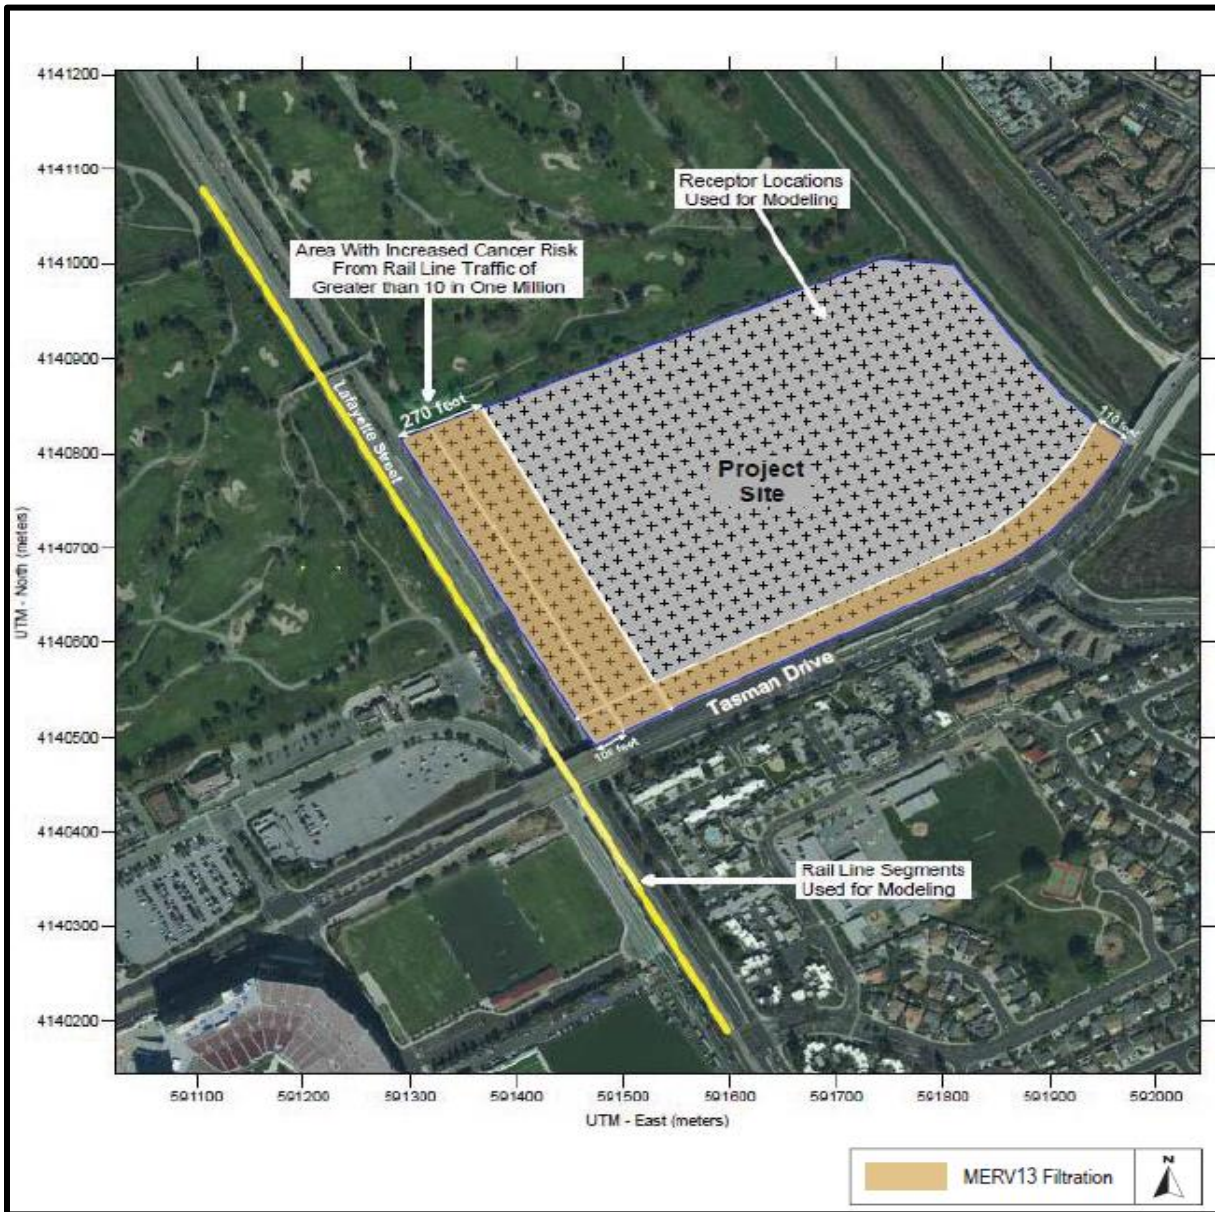 4141200
4141100
4141000
4140900
4140800
4140700
4140600
4140500
4140400
4140300
4140200
UTM - North (meters)
Receptor Locations
Used for Modeling
Area With Increased Cancer Risk
From Rail Line Traffic of
Greater than 10 in One Million
270 feet
Lafayette Street
110 feet
Project
Site
Tasman Drive
feet
Rail Line Segments
Used for Modeling
591100
591200
591300
591400
591500
591600
591700
591800
591900
592000
UTM - East (meters)
MERV13 Filtration
N